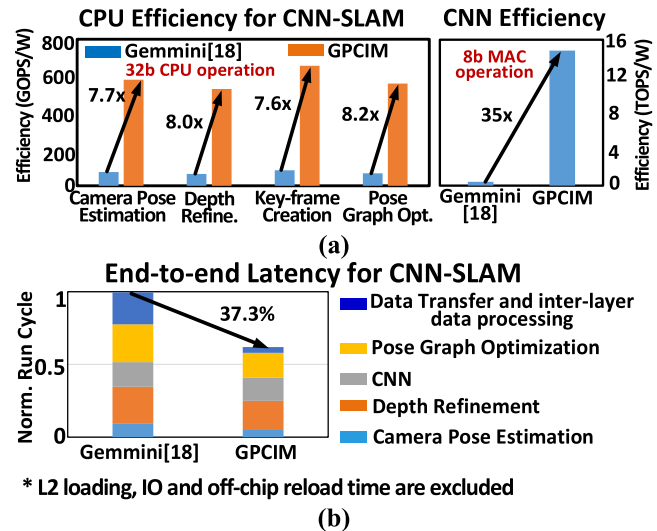 CPU Efficiency for CNN-SLAM
CNN Efficiency
Efficiency (GOPS/W)
800
600
400
200
0
Gemmini[18]
GPCIM
32b CPU operation
7.7x
8.0x
7.6x
8.2x
Camera Pose
Estimation
Depth
Refine.
Key-frame
Creation
Pose
Graph Opt.
8b MAC
operation
35x
Gemmini
[18]
GPCIM
16
12
8
4
0
Efficiency (TOPS/W)
(a)
End-to-end Latency for CNN-SLAM
Norm. Run Cycle
1
0.5
0
37.3%
Gemmini[18]
GPCIM
Data Transfer and inter-layer
data processing
Pose Graph Optimization
CNN
Depth Refinement
Camera Pose Estimation
* L2 loading, IO and off-chip reload time are excluded
(b)